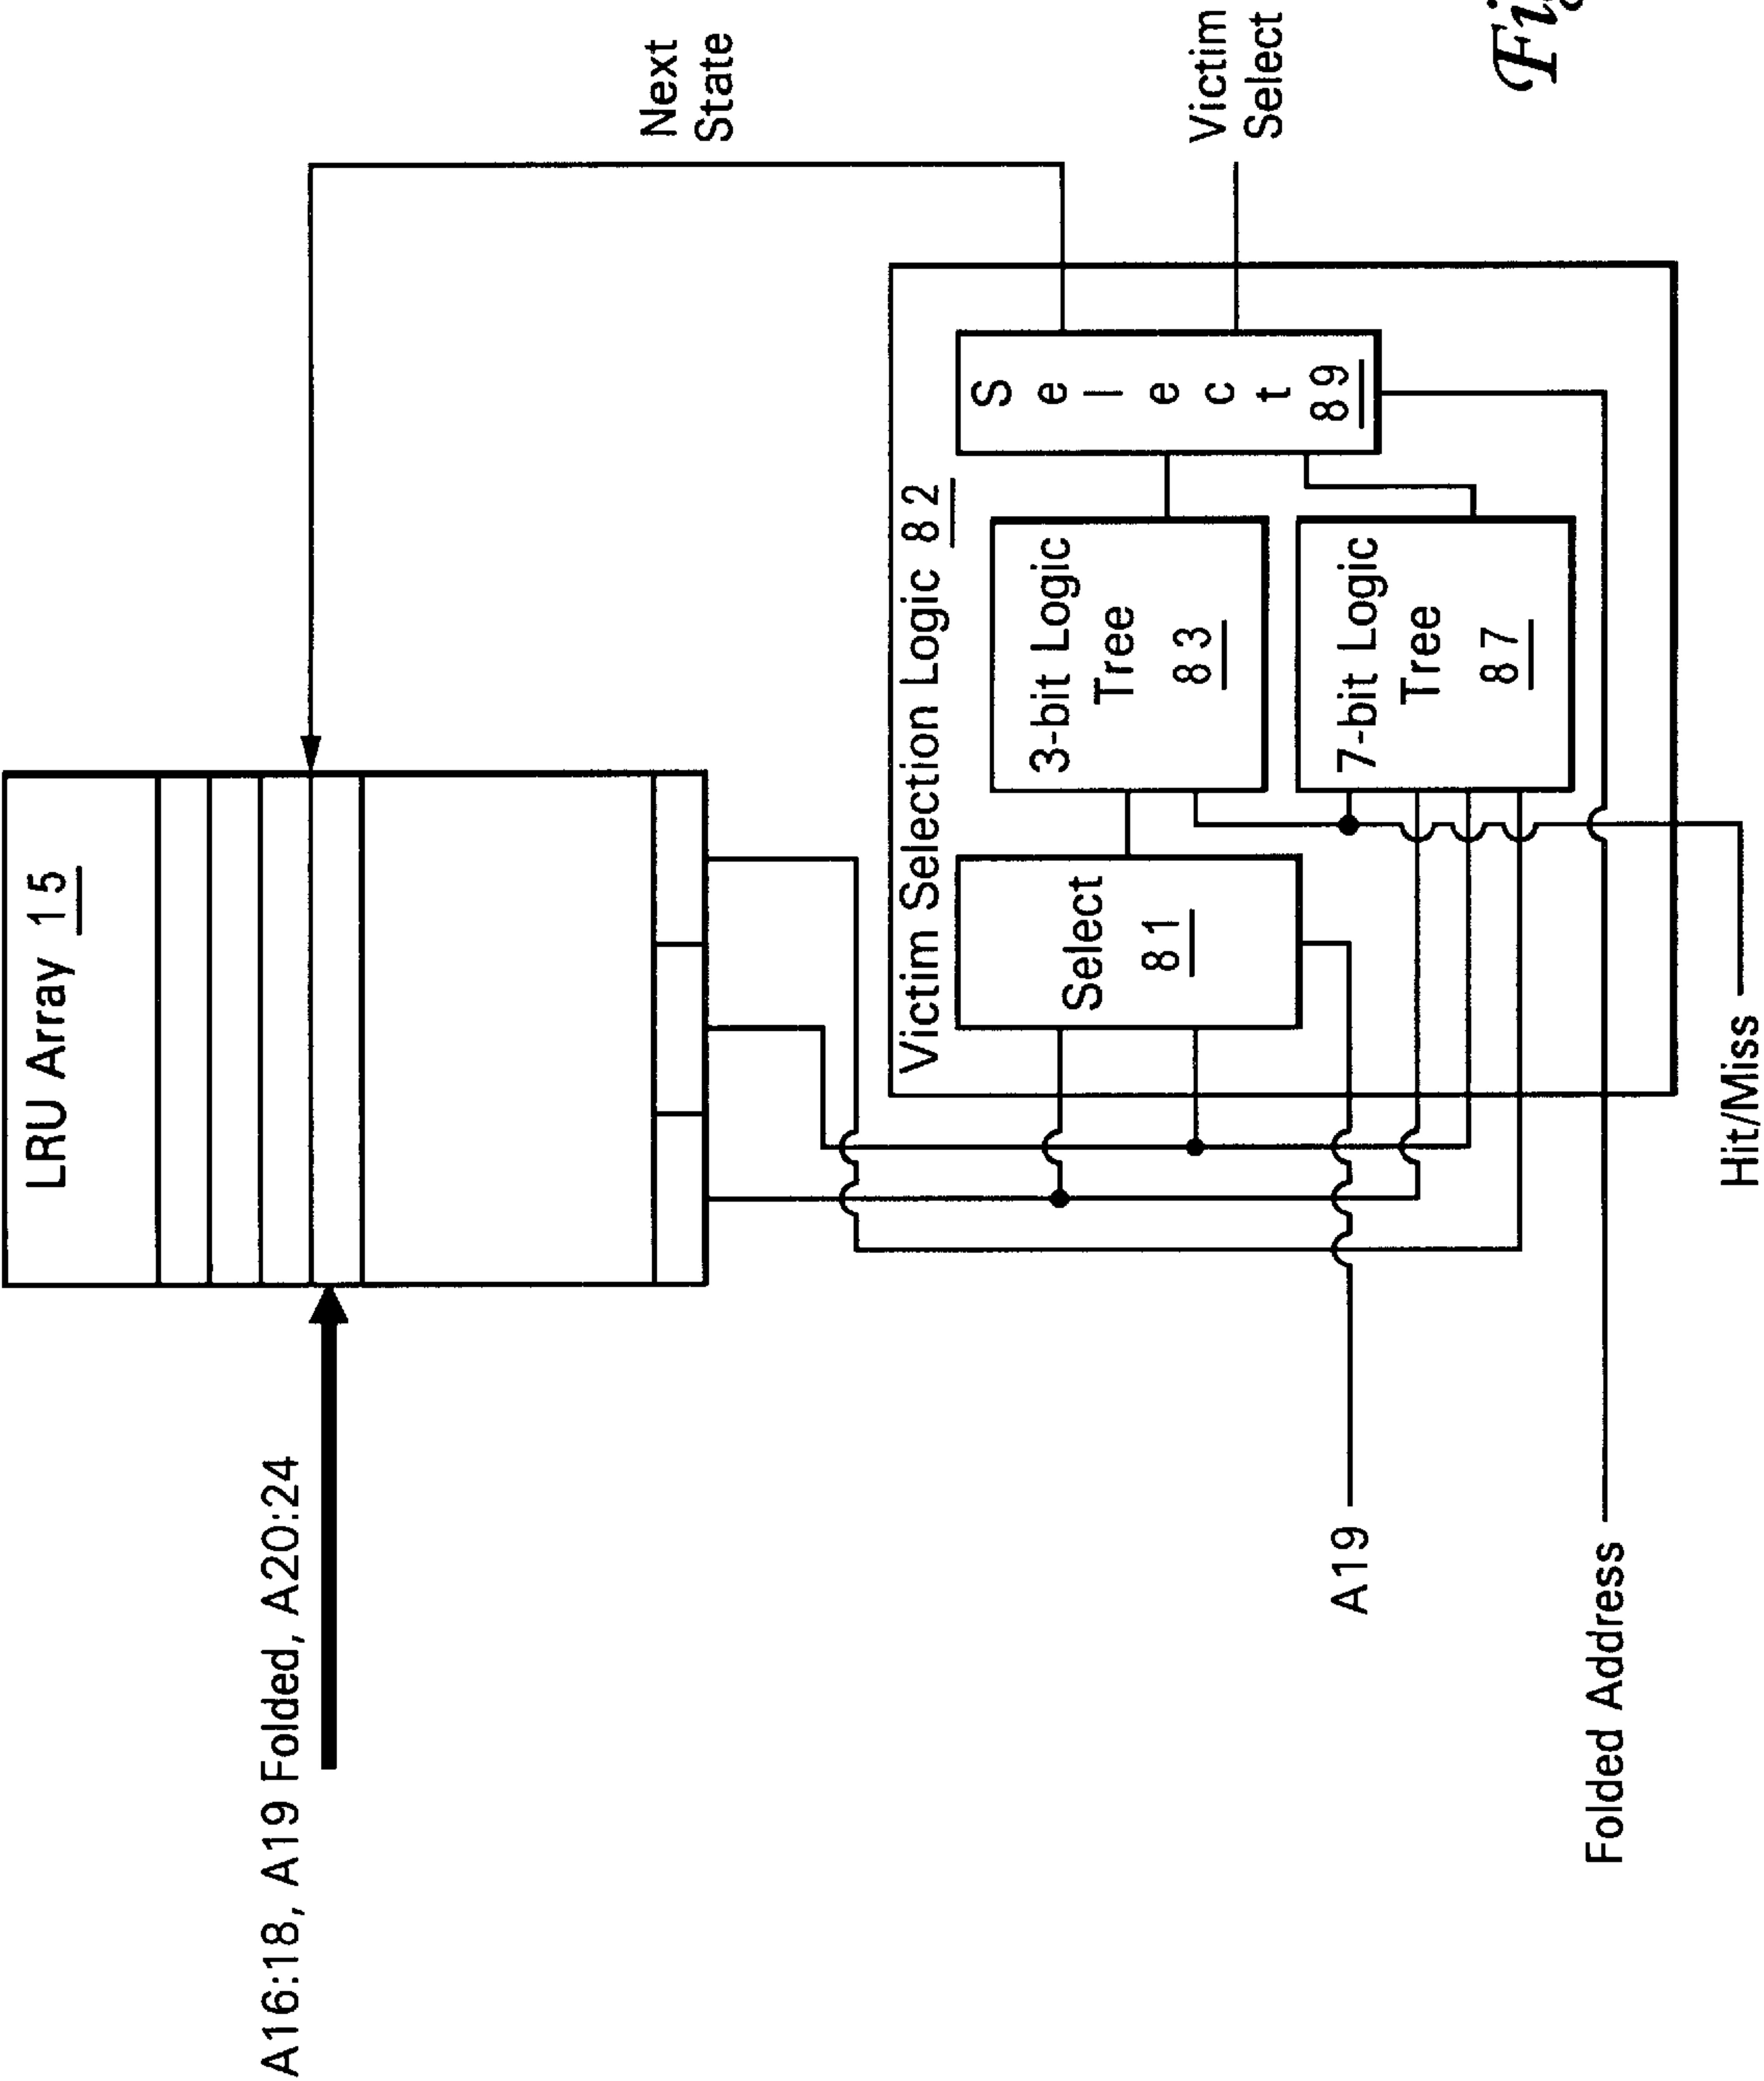 LRU Array 15
A16:18, A19 Folded, A20:24
Next
State
Victim Selection Logic 82
Select
81
3-bit Logic
Tree
83
7-bit Logic
Tree
87
Select
89
Victim
Select
A19
Folded Address
Hit/Miss